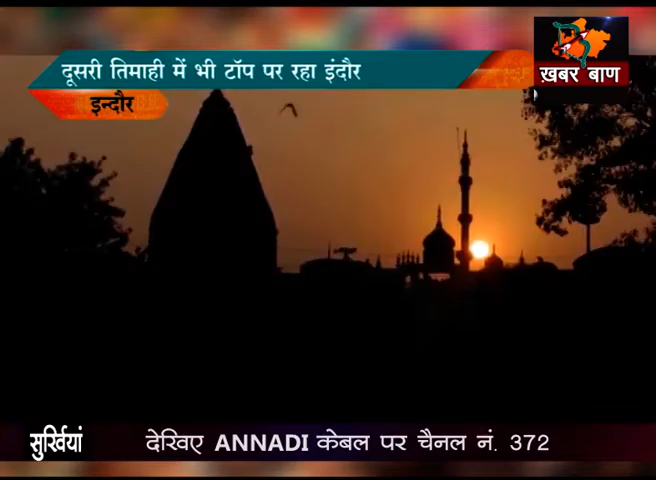 दूसरी तिमाही में भी टॉप पर रहा इंदौर
इन्दौर
ख़बर बाण
सुर्खियां
देखिए ANNADI केबल पर चैनल नं. 372